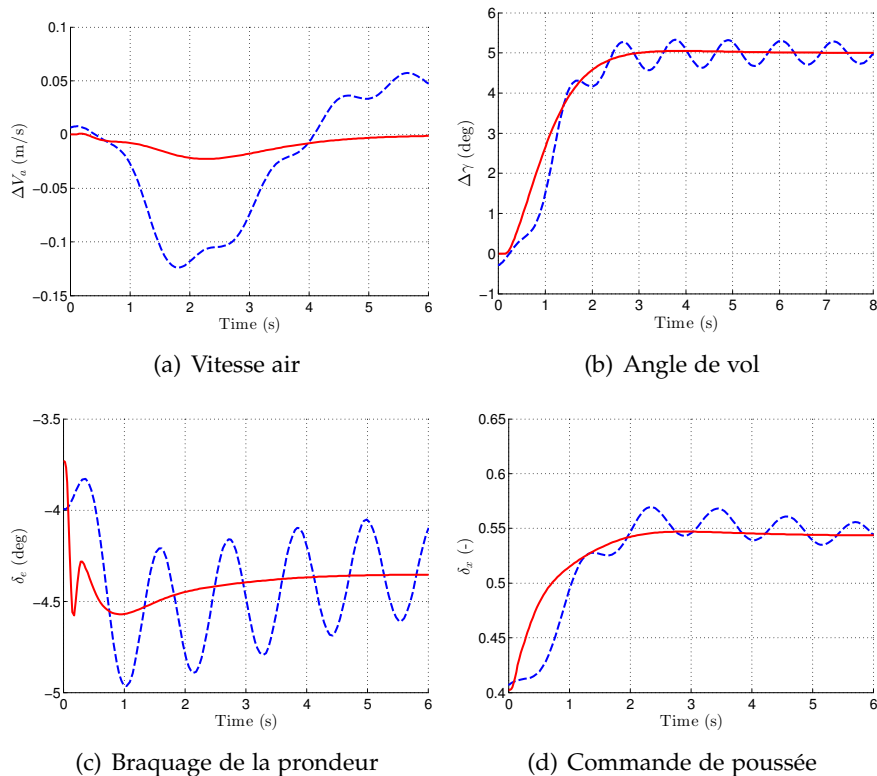 0.1
0.05
0
−0.05
−0.1
−0.15
ΔVa (m/s)
0 1 2 3 4 5 6
Time (s)
(a) Vitesse air
6
5
4
3
2
1
0
−1
Δγ (deg)
0 1 2 3 4 5 6 7 8
Time (s)
(b) Angle de vol
−3.5
−4
−4.5
−5
δe (deg)
0 1 2 3 4 5 6
Time (s)
(c) Braquage de la prondeur
0.65
0.6
0.55
0.5
0.45
0.4
δx (-)
0 1 2 3 4 5 6
Time (s)
(d) Commande de poussée